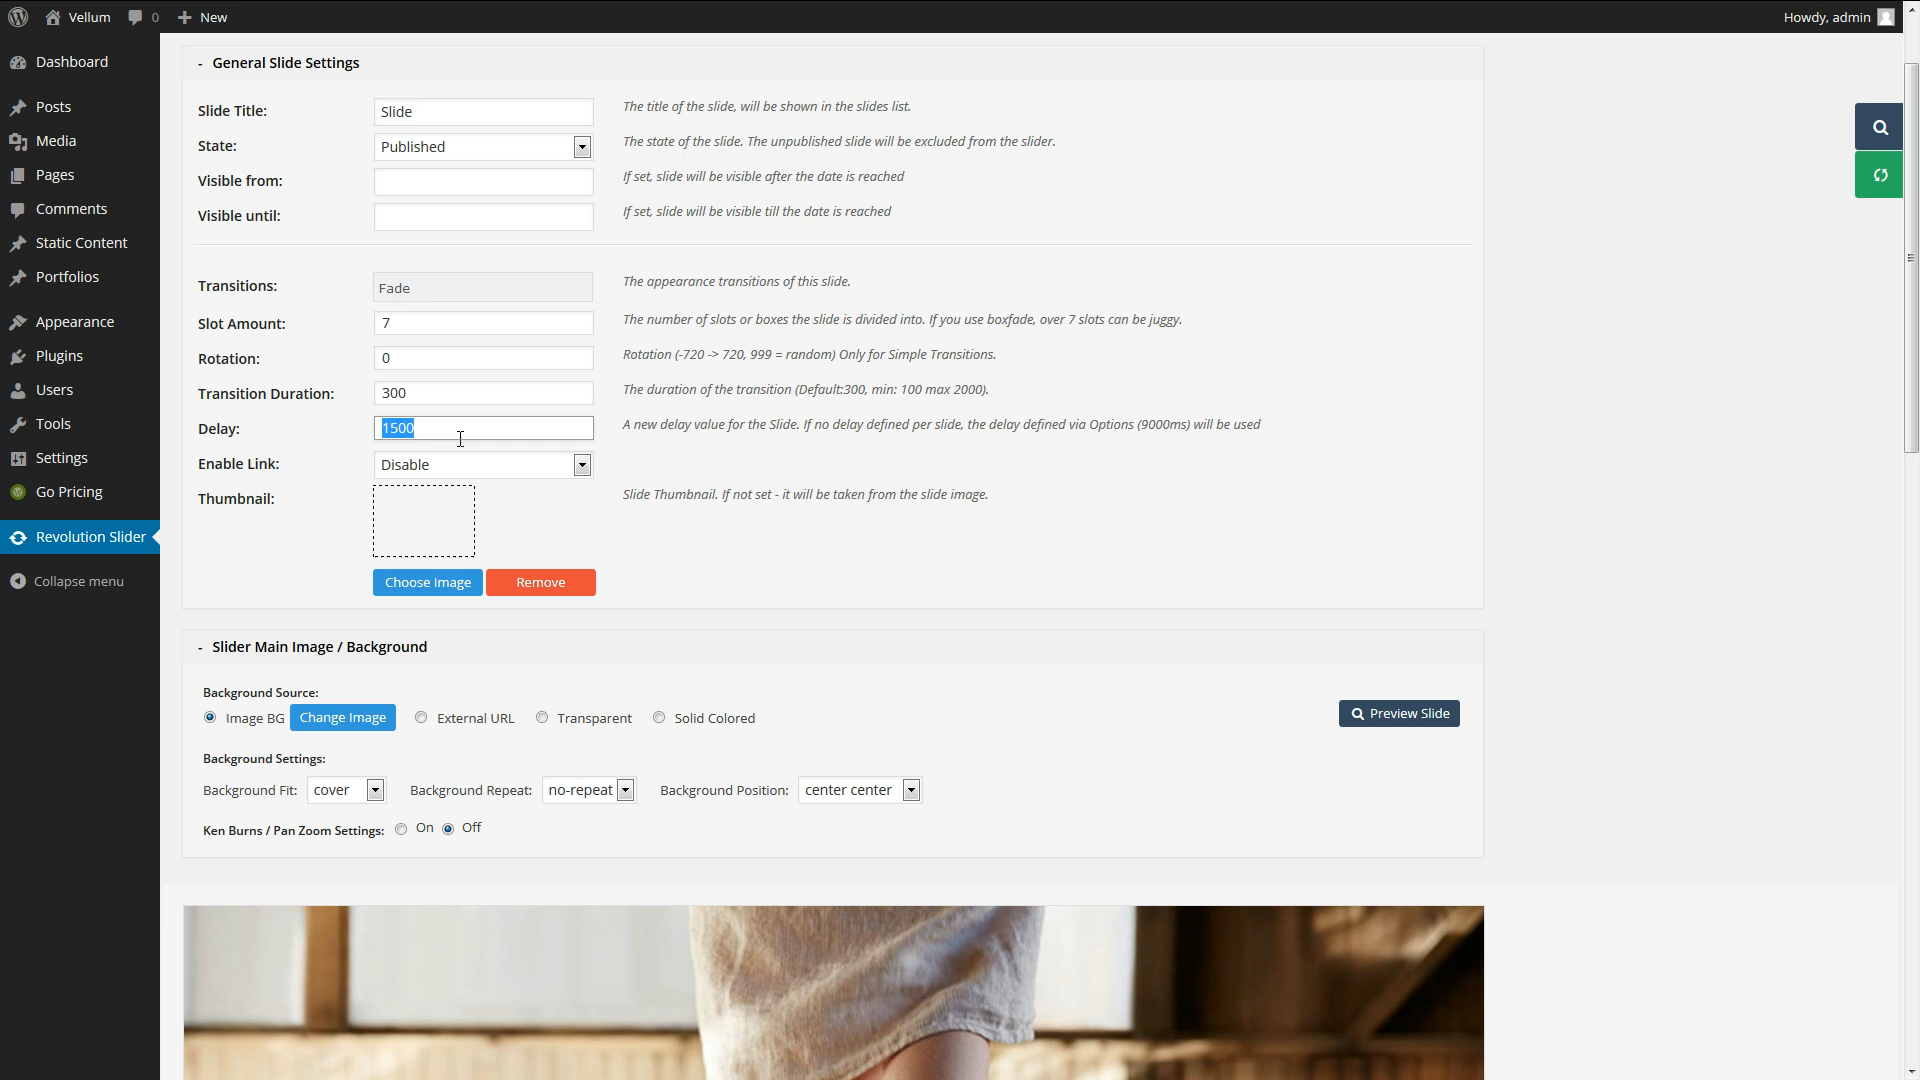 Vellum 0 New Howdy, admin
Dashboard
Posts
Media
Pages
Comments
Static Content
Portfolios
Appearance
Plugins
Users
Tools
Settings
Go Pricing
Revolution Slider
Collapse menu
- General Slide Settings
Slide Title: Slide The title of the slide, will be shown in the slides list.
State: Published The state of the slide. The unpublished slide will be excluded from the slider.
Visible from: If set, slide will be visible after the date is reached
Visible until: If set, slide will be visible till the date is reached
Transitions: Fade The appearance transitions of this slide.
Slot Amount: 7 The number of slots or boxes the slide is divided into. If you use boxfade, over 7 slots can be juggy.
Rotation: 0 Rotation (-720 -> 720, 999 = random) Only for Simple Transitions.
Transition Duration: 300 The duration of the transition (Default:300, min: 100 max 2000).
Delay: 1500 A new delay value for the Slide. If no delay defined per slide, the delay defined via Options (9000ms) will be used
Enable Link: Disable
Thumbnail: Slide Thumbnail. If not set - it will be taken from the slide image.
Choose Image Remove
- Slider Main Image / Background
Background Source:
Image BG Change Image External URL Transparent Solid Colored Preview Slide
Background Settings:
Background Fit: cover Background Repeat: no-repeat Background Position: center center
Ken Burns / Pan Zoom Settings: On Off